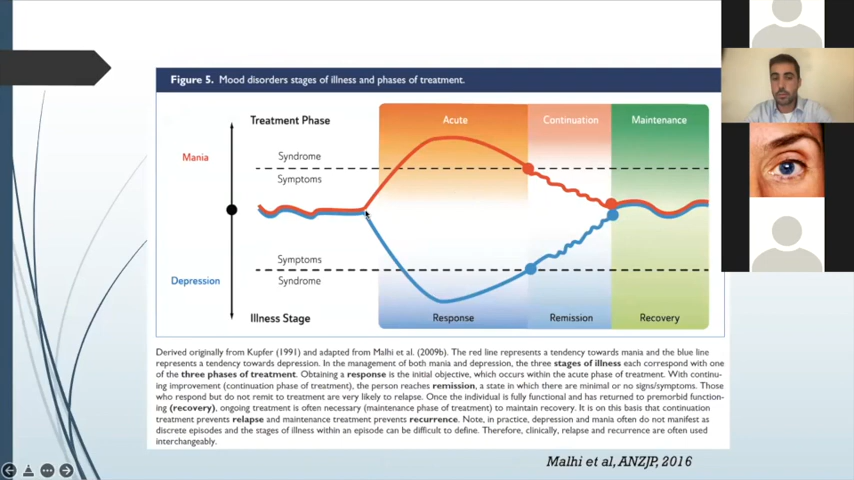 Figure 5. Mood disorders stages of illness and phases of treatment.
Treatment Phase
Acute
Continuation
Maintenance
Mania
Syndrome
Symptoms
Symptoms
Depression
Syndrome
Illness Stage
Response
Remission
Recovery
Derived originally from Kupfer (1991) and adapted from Malhi et al. (2009b). The red line represents a tendency towards mania and the blue line
represents a tendency towards depression. In the management of both mania and depression, the three stages of illness each correspond with one
of the three phases of treatment. Obtaining a response is the initial objective, which occurs within the acute phase of treatment. With continu-
ing improvement (continuation phase of treatment), the person reaches remission, a state in which there are minimal or no signs/symptoms. Those
who respond but do not remit to treatment are very likely to relapse. Once the individual is fully functional and has returned to premorbid function-
ing (recovery), ongoing treatment is often necessary (maintenance phase of treatment) to maintain recovery. It is on this basis that continuation
treatment prevents relapse and maintenance treatment prevents recurrence. Note, in practice, depression and mania often do not manifest as
discrete episodes and the stages of illness within an episode can be difficult to define. Therefore, clinically, relapse and recurrence are often used
interchangeably.
Malhi et al, ANZJP, 2016